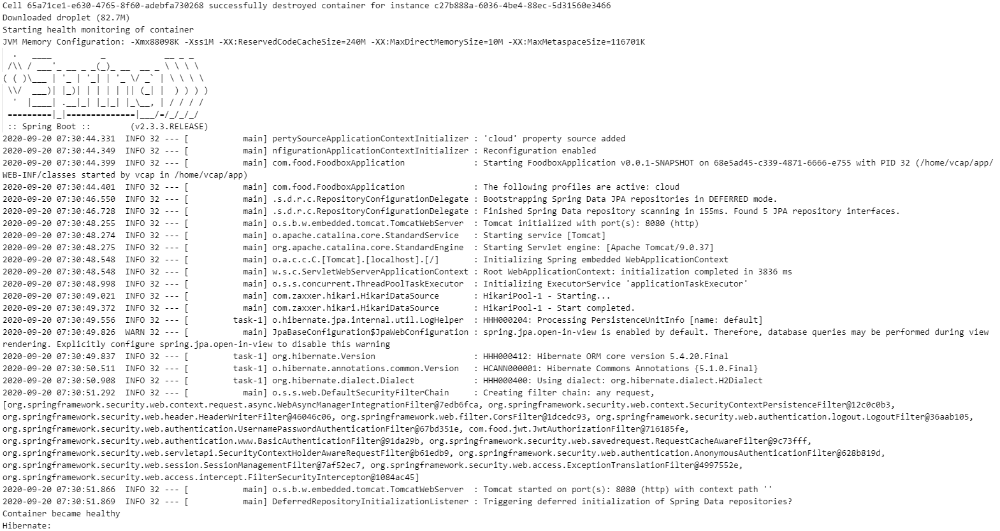 Cell 65a71ce1-e630-4765-8f60-adebfa730268 successfully destroyed container for instance c27b888a-6036-4be4-88ec-5d31560e3466
Downloaded droplet (82.7M)
Starting health monitoring of container
JVM Memory Configuration: -Xmx88098K -Xss1M -XX:ReservedCodeCacheSize=240M -XX:MaxDirectMemorySize=10M -XX:MaxMetaspaceSize=116701K
  .   ____          _            __ _ _
 /\\ / ___'_ __ _ _(_)_ __  __ _ \ \ \ \
( ( )\___ | '_ | '_| | '_ \/ _` | \ \ \ \
 \\/  ___)| |_)| | | | | || (_| |  ) ) ) )
  '  |____| .__|_| |_|_| |_\__, | / / / /
 =========|_|==============|___/=/_/_/_/
 :: Spring Boot ::        (v2.3.3.RELEASE)
2020-09-20 07:30:44.331  INFO 32 --- [           main] pertySourceApplicationContextInitializer : 'cloud' property source added
2020-09-20 07:30:44.349  INFO 32 --- [           main] nfigurationApplicationContextInitializer : Reconfiguration enabled
2020-09-20 07:30:44.399  INFO 32 --- [           main] com.food.FoodboxApplication              : Starting FoodboxApplication v0.0.1-SNAPSHOT on 68e5ad45-c339-4871-6666-e755 with PID 32 (/home/vcap/app/
WEB-INF/classes started by vcap in /home/vcap/app)
2020-09-20 07:30:44.401  INFO 32 --- [           main] com.food.FoodboxApplication              : The following profiles are active: cloud
2020-09-20 07:30:46.550  INFO 32 --- [           main] .s.d.r.c.RepositoryConfigurationDelegate : Bootstrapping Spring Data JPA repositories in DEFERRED mode.
2020-09-20 07:30:46.728  INFO 32 --- [           main] .s.d.r.c.RepositoryConfigurationDelegate : Finished Spring Data repository scanning in 155ms. Found 5 JPA repository interfaces.
2020-09-20 07:30:48.255  INFO 32 --- [           main] o.s.b.w.embedded.tomcat.TomcatWebServer  : Tomcat initialized with port(s): 8080 (http)
2020-09-20 07:30:48.274  INFO 32 --- [           main] o.apache.catalina.core.StandardService   : Starting service [Tomcat]
2020-09-20 07:30:48.275  INFO 32 --- [           main] org.apache.catalina.core.StandardEngine  : Starting Servlet engine: [Apache Tomcat/9.0.37]
2020-09-20 07:30:48.548  INFO 32 --- [           main] o.a.c.c.C.[Tomcat].[localhost].[/]       : Initializing Spring embedded WebApplicationContext
2020-09-20 07:30:48.548  INFO 32 --- [           main] w.s.c.ServletWebServerApplicationContext : Root WebApplicationContext: initialization completed in 3836 ms
2020-09-20 07:30:48.998  INFO 32 --- [           main] o.s.s.concurrent.ThreadPoolTaskExecutor  : Initializing ExecutorService 'applicationTaskExecutor'
2020-09-20 07:30:49.021  INFO 32 --- [           main] com.zaxxer.hikari.HikariDataSource       : HikariPool-1 - Starting...
2020-09-20 07:30:49.372  INFO 32 --- [           main] com.zaxxer.hikari.HikariDataSource       : HikariPool-1 - Start completed.
2020-09-20 07:30:49.556  INFO 32 --- [         task-1] o.hibernate.jpa.internal.util.LogHelper  : HHH000204: Processing PersistenceUnitInfo [name: default]
2020-09-20 07:30:49.826  WARN 32 --- [           main] JpaBaseConfiguration$JpaWebConfiguration : spring.jpa.open-in-view is enabled by default. Therefore, database queries may be performed during view
rendering. Explicitly configure spring.jpa.open-in-view to disable this warning
2020-09-20 07:30:49.837  INFO 32 --- [         task-1] org.hibernate.Version                    : HHH000412: Hibernate ORM core version 5.4.20.Final
2020-09-20 07:30:50.511  INFO 32 --- [         task-1] o.hibernate.annotations.common.Version   : HCANN000001: Hibernate Commons Annotations {5.1.0.Final}
2020-09-20 07:30:50.908  INFO 32 --- [         task-1] org.hibernate.dialect.Dialect            : HHH000400: Using dialect: org.hibernate.dialect.H2Dialect
2020-09-20 07:30:51.292  INFO 32 --- [           main] o.s.s.web.DefaultSecurityFilterChain     : Creating filter chain: any request,
[org.springframework.security.web.context.request.async.WebAsyncManagerIntegrationFilter@7edb6fca, org.springframework.security.web.context.SecurityContextPersistenceFilter@12c0c0b3,
org.springframework.security.web.header.HeaderWriterFilter@46046c06, org.springframework.web.filter.CorsFilter@1dcedc93, org.springframework.security.web.authentication.logout.LogoutFilter@36aab105,
org.springframework.security.web.authentication.UsernamePasswordAuthenticationFilter@67bd351e, com.food.jwt.JwtAuthorizationFilter@716185fe,
org.springframework.security.web.authentication.www.BasicAuthenticationFilter@91da29b, org.springframework.security.web.savedrequest.RequestCacheAwareFilter@9c73fff,
org.springframework.security.web.servletapi.SecurityContextHolderAwareRequestFilter@b61edb9, org.springframework.security.web.authentication.AnonymousAuthenticationFilter@628b819d,
org.springframework.security.web.session.SessionManagementFilter@7af52ec7, org.springframework.security.web.access.ExceptionTranslationFilter@4997552e,
org.springframework.security.web.access.intercept.FilterSecurityInterceptor@1084ac45]
2020-09-20 07:30:51.866  INFO 32 --- [           main] o.s.b.w.embedded.tomcat.TomcatWebServer  : Tomcat started on port(s): 8080 (http) with context path ''
2020-09-20 07:30:51.869  INFO 32 --- [           main] DeferredRepositoryInitializationListener : Triggering deferred initialization of Spring Data repositories?
Container became healthy
Hibernate: